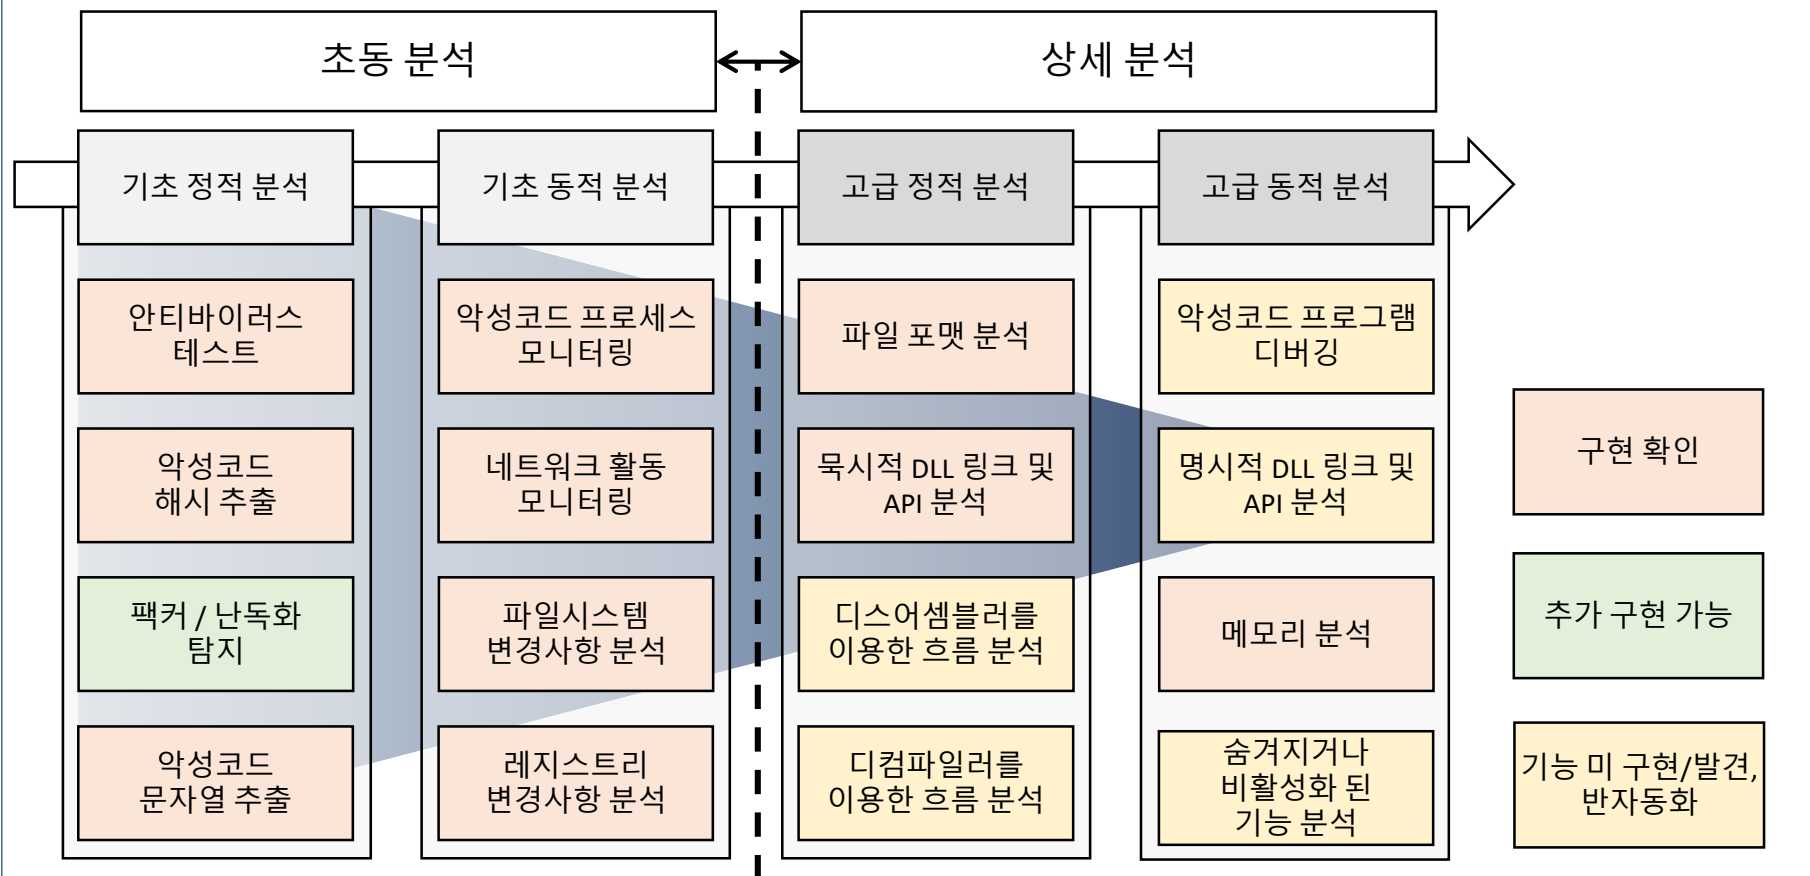 초동 분석
상세 분석
기초 정적 분석
기초 동적 분석
고급 정적 분석
고급 동적 분석
안티바이러스
테스트
악성코드
해시 추출
팩커 / 난독화
탐지
악성코드
문자열 추출
악성코드 프로세스
모니터링
네트워크 활동
모니터링
파일시스템
변경사항 분석
레지스트리
변경사항 분석
파일 포맷 분석
묵시적 DLL 링크 및
API 분석
디스어셈블러를
이용한 흐름 분석
디컴파일러를
이용한 흐름 분석
악성코드 프로그램
디버깅
명시적 DLL 링크 및
API 분석
메모리 분석
숨겨지거나
비활성화 된
기능 분석
구현 확인
추가 구현 가능
기능 미 구현/발견,
반자동화